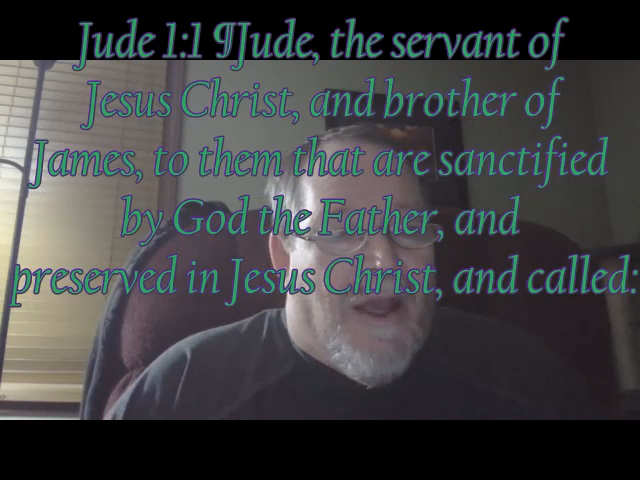 Jude 1:1 ¶Jude, the servant of
Jesus Christ, and brother of
James, to them that are sanctified
by God the Father, and
preserved in Jesus Christ, and called: